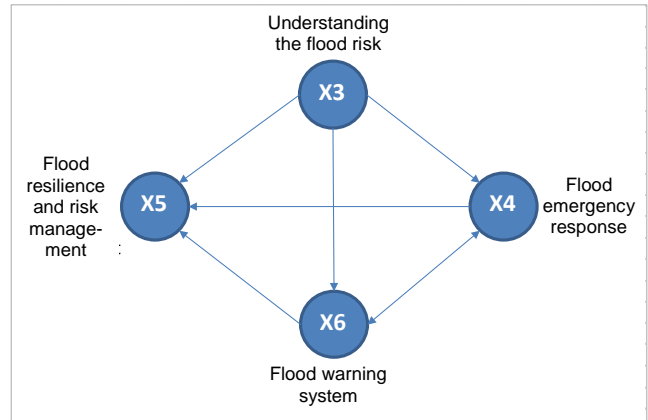 Understanding
the flood risk
X3
Flood
resilience
and risk
manage-
ment
:
X5
X4
Flood
emergency
response
X6
Flood warning
system